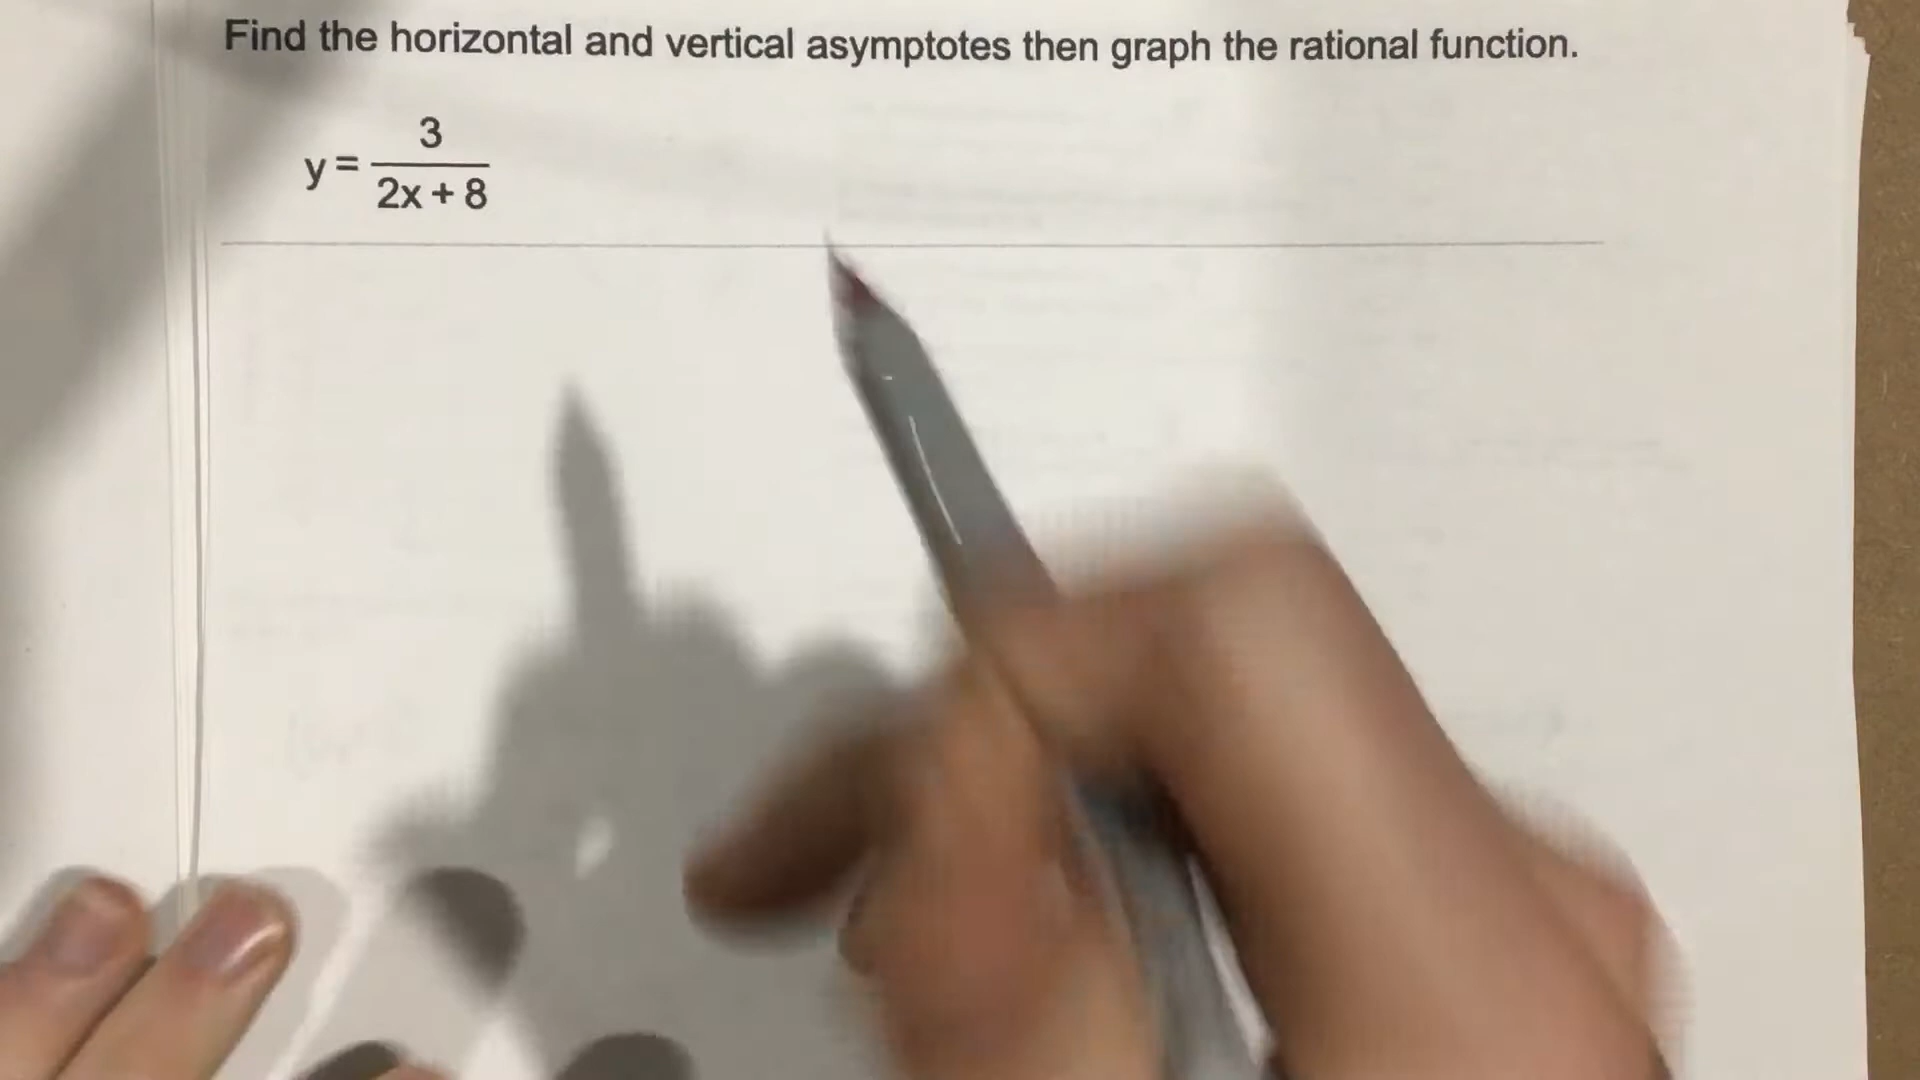 Find the horizontal and vertical asymptotes then graph the rational function.
y = 3
2x + 8